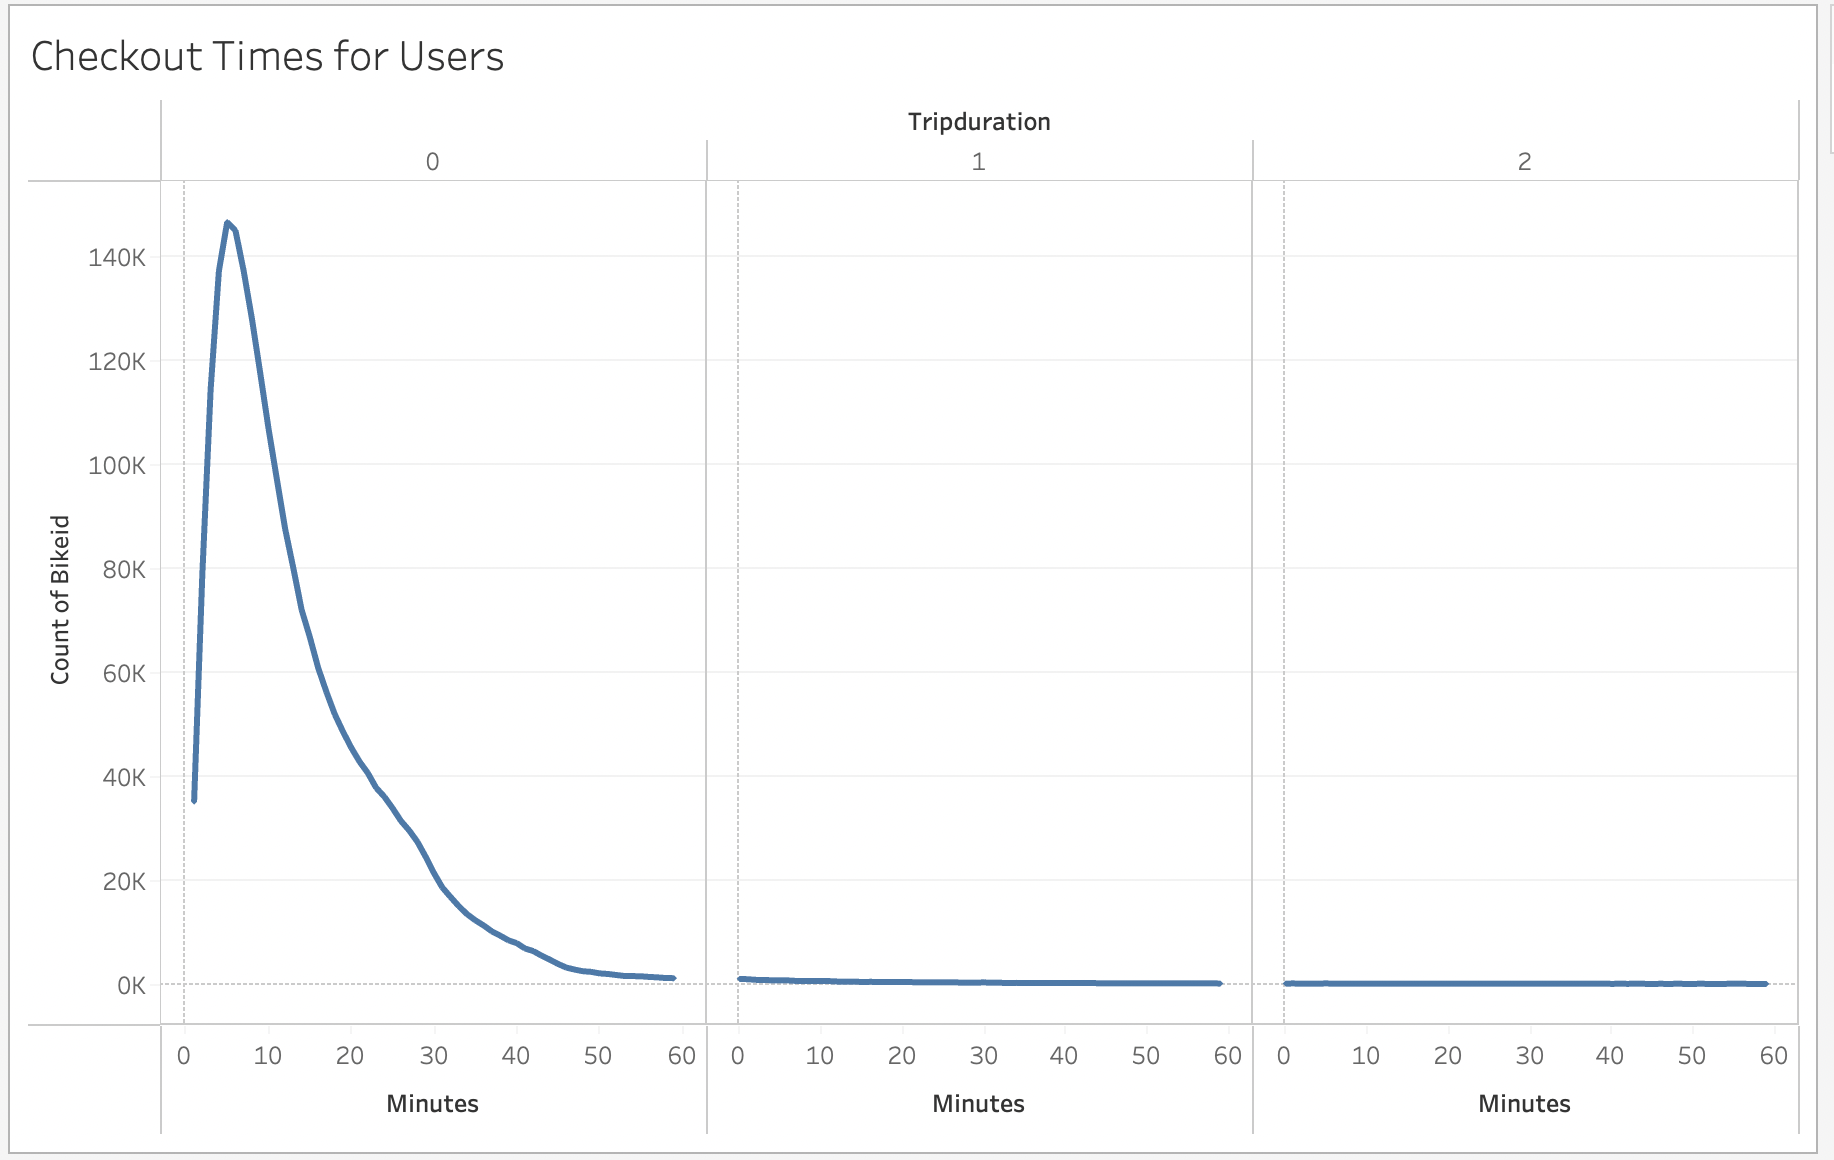 Checkout Times for Users
Tripduration
0 1 2
140K
120K
100K
80K
60K
40K
20K
0K
Count of Bikeid
0 10 20 30 40 50 60 0 10 20 30 40 50 60 0 10 20 30 40 50 60
Minutes Minutes Minutes